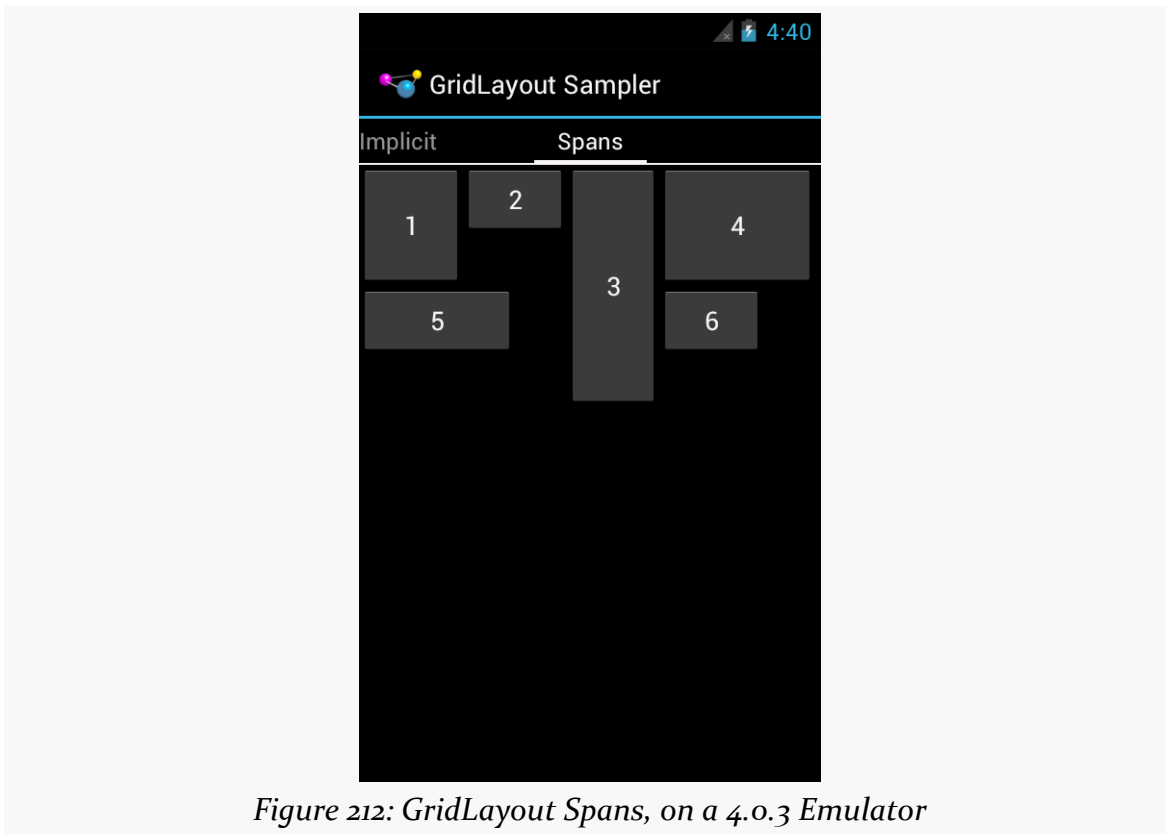 4:40
GridLayout Sampler
Implicit Spans
1 2 3 4
5 6
Figure 212: GridLayout Spans, on a 4.0.3 Emulator